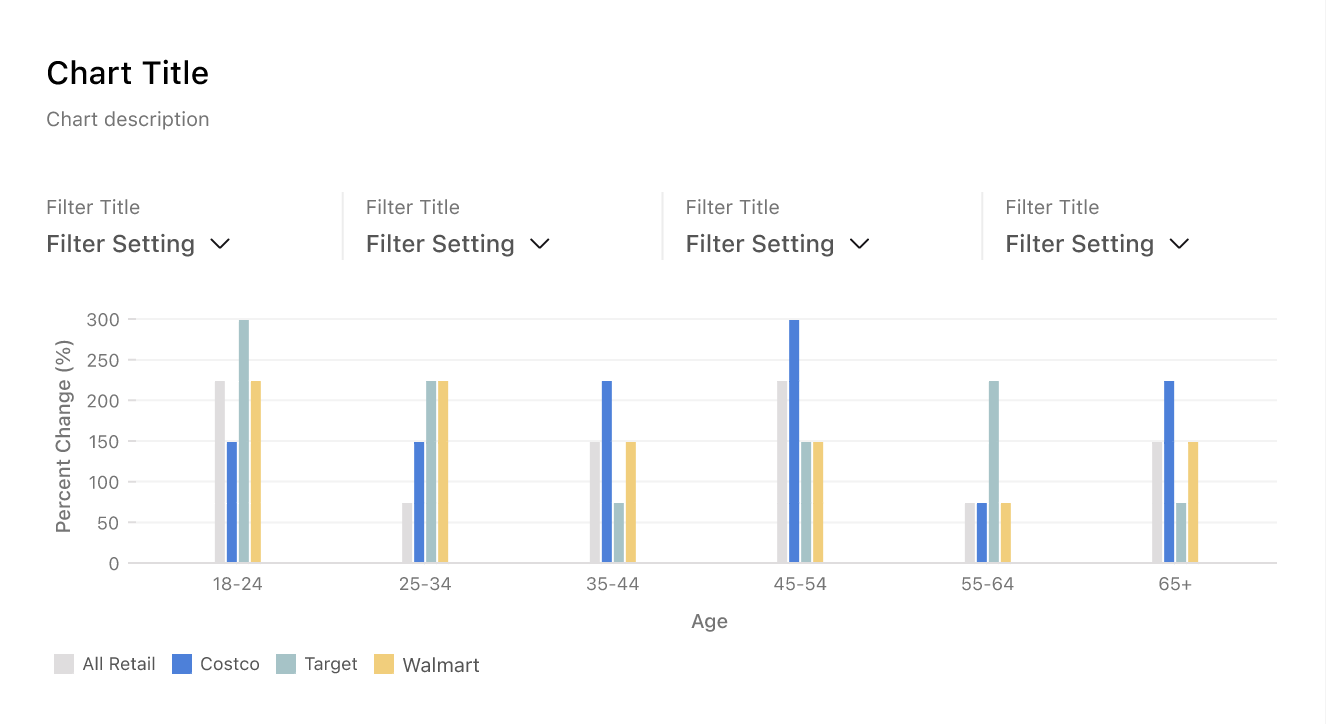 Chart Title
Chart description
Filter Title Filter Title Filter Title Filter Title
Filter Setting Filter Setting Filter Setting Filter Setting
Percent Change (%)
300
250
200
150
100
50
0
18-24 25-34 35-44 45-54 55-64 65+
Age
All Retail Costco Target Walmart